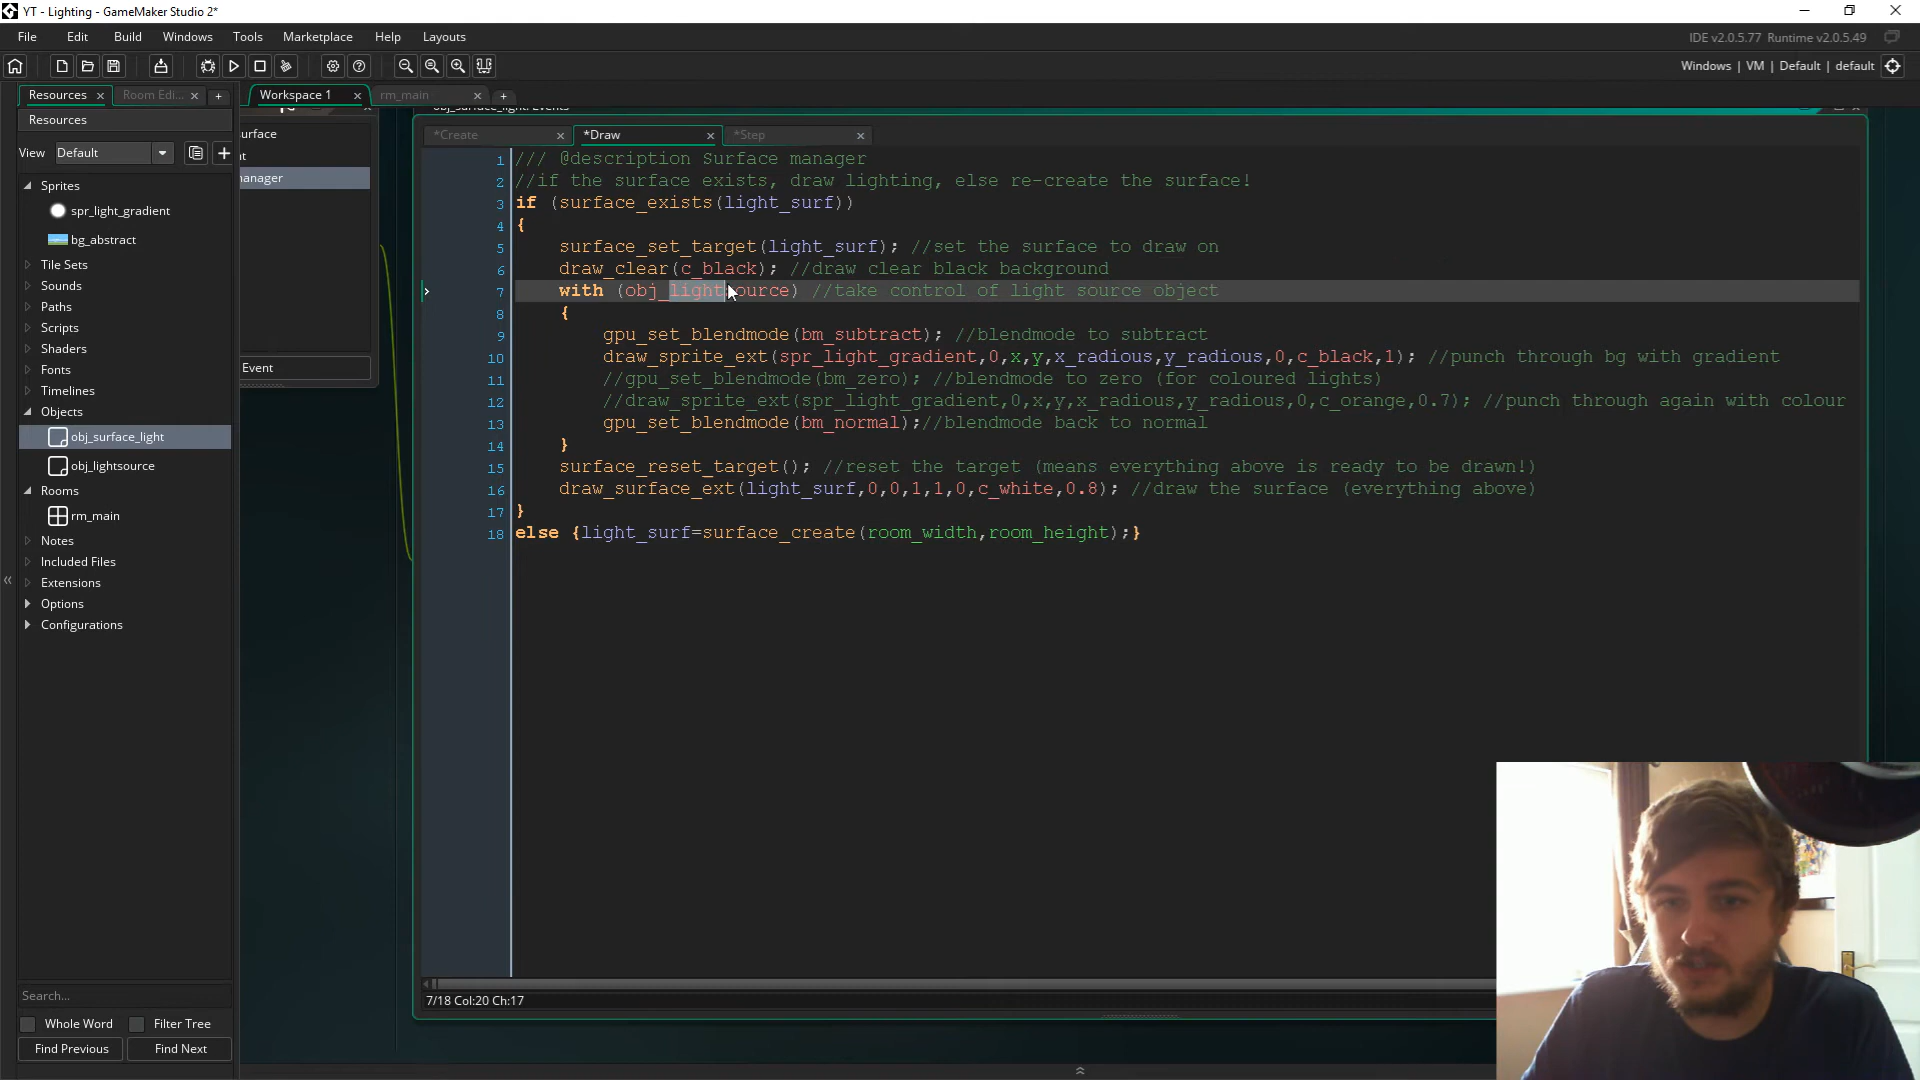 YT - Lighting - GameMaker Studio 2*
File Edit Build Windows Tools Marketplace Help Layouts
IDE v2.0.5.77 Runtime v2.0.5.49
Windows | VM | Default | default
Resources Room Edi... Workspace 1 rm_main
Resources
View Default
Sprites
spr_light_gradient
bg_abstract
Tile Sets
Sounds
Paths
Scripts
Shaders
Fonts
Timelines
Objects
obj_surface_light
obj_lightsource
Rooms
rm_main
Notes
Included Files
Extensions
Options
Configurations
Search...
Whole Word Filter Tree
Find Previous Find Next
urface
nt
anager
Event
obj_surface_light: Events
*Create *Draw *Step
1 /// @description Surface manager
2 //if the surface exists, draw lighting, else re-create the surface!
3 if (surface_exists(light_surf))
4 {
5 surface_set_target(light_surf); //set the surface to draw on
6 draw_clear(c_black); //draw clear black background
7 with (obj_lightsource) //take control of light source object
8 {
9 gpu_set_blendmode(bm_subtract); //blendmode to subtract
10 draw_sprite_ext(spr_light_gradient,0,x,y,x_radious,y_radious,0,c_black,1); //punch through bg with gradient
11 //gpu_set_blendmode(bm_zero); //blendmode to zero (for coloured lights)
12 //draw_sprite_ext(spr_light_gradient,0,x,y,x_radious,y_radious,0,c_orange,0.7); //punch through again with colour
13 gpu_set_blendmode(bm_normal);//blendmode back to normal
14 }
15 surface_reset_target(); //reset the target (means everything above is ready to be drawn!)
16 draw_surface_ext(light_surf,0,0,1,1,0,c_white,0.8); //draw the surface (everything above)
17 }
18 else {light_surf=surface_create(room_width,room_height);}
7/18 Col:20 Ch:17